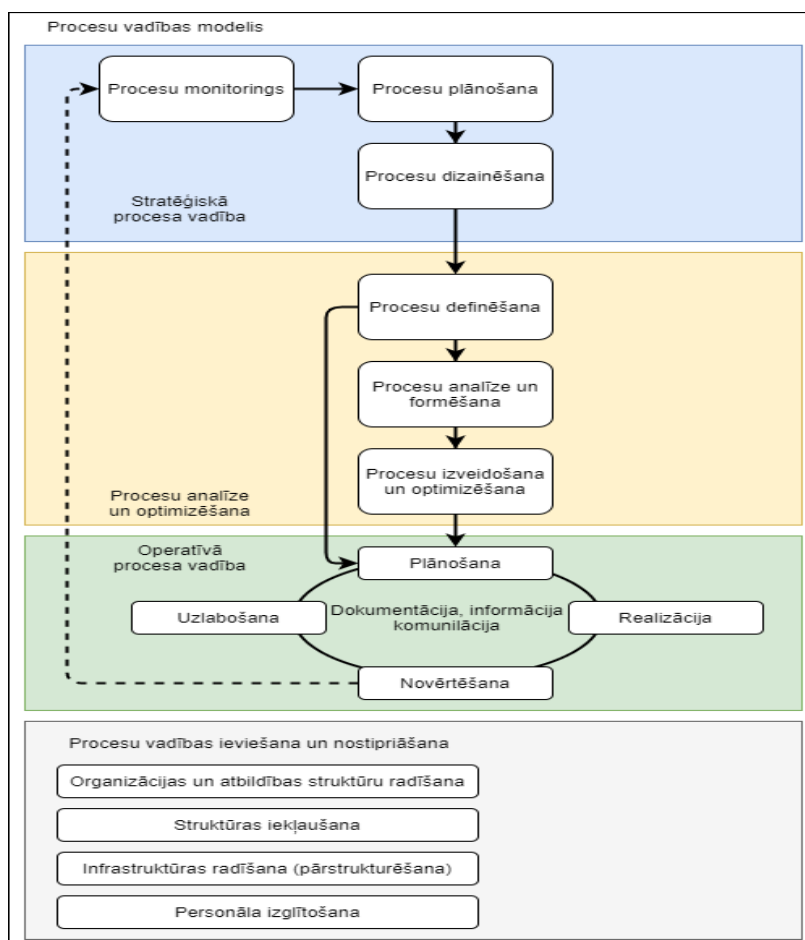 Procesu vadības modelis
Procesu monitorings
Procesu plānošana
Procesu dizainēšana
Stratēģiskā
procesa vadība
Procesu definēšana
Procesu analīze un
formēšana
Procesu izveidošana
un optimizēšana
Procesu analīze
un optimizēšana
Operatīvā
procesa vadība
Plānošana
Uzlabošana
Dokumentācija, informācija
komunilācija
Realizācija
Novērtēšana
Procesu vadības ieviešana un nostipriāšana
Organizācijas un atbildības struktūru radīšana
Struktūras iekļaušana
Infrastruktūras radīšana (pārstrukturēšana)
Personāla izglītošana